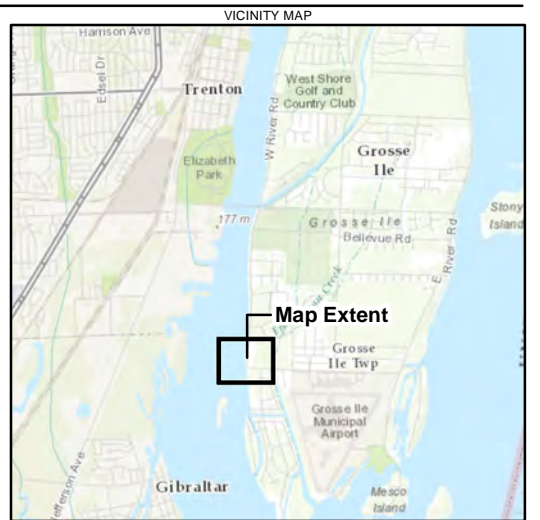 VICINITY MAP
Harrison Ave
Edsel Dr
Trenton
West Shore
Golf and
Country Club
W River Rd
Elizabeth
Park
Grosse
Ile
177 m
Grosse Ile
Bellevue Rd
Stony
Island
E River Rd
Creek
Map Extent
Grosse
Ile Twp
Grosse Ile
Municipal
Airport
Jefferson Ave
Gibraltar
Mesco
Island